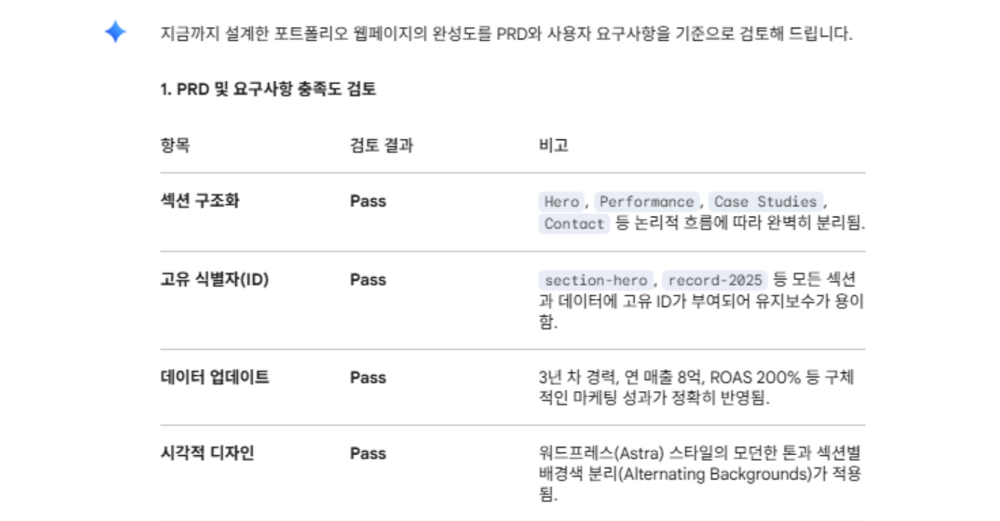 지금까지 설계한 포트폴리오 웹페이지의 완성도를 PRD와 사용자 요구사항을 기준으로 검토해 드립니다.
1. PRD 및 요구사항 충족도 검토
항목 검토 결과 비고
섹션 구조화 Pass Hero, Performance, Case Studies,
Contact 등 논리적 흐름에 따라 완벽히 분리됨.
고유 식별자(ID) Pass section-hero, record-2025 등 모든 섹션
과 데이터에 고유 ID가 부여되어 유지보수가 용이
함.
데이터 업데이트 Pass 3년 차 경력, 연 매출 8억, ROAS 200% 등 구체
적인 마케팅 성과가 정확히 반영됨.
시각적 디자인 Pass 워드프레스(Astra) 스타일의 모던한 톤과 섹션별
배경색 분리(Alternating Backgrounds)가 적용
됨.